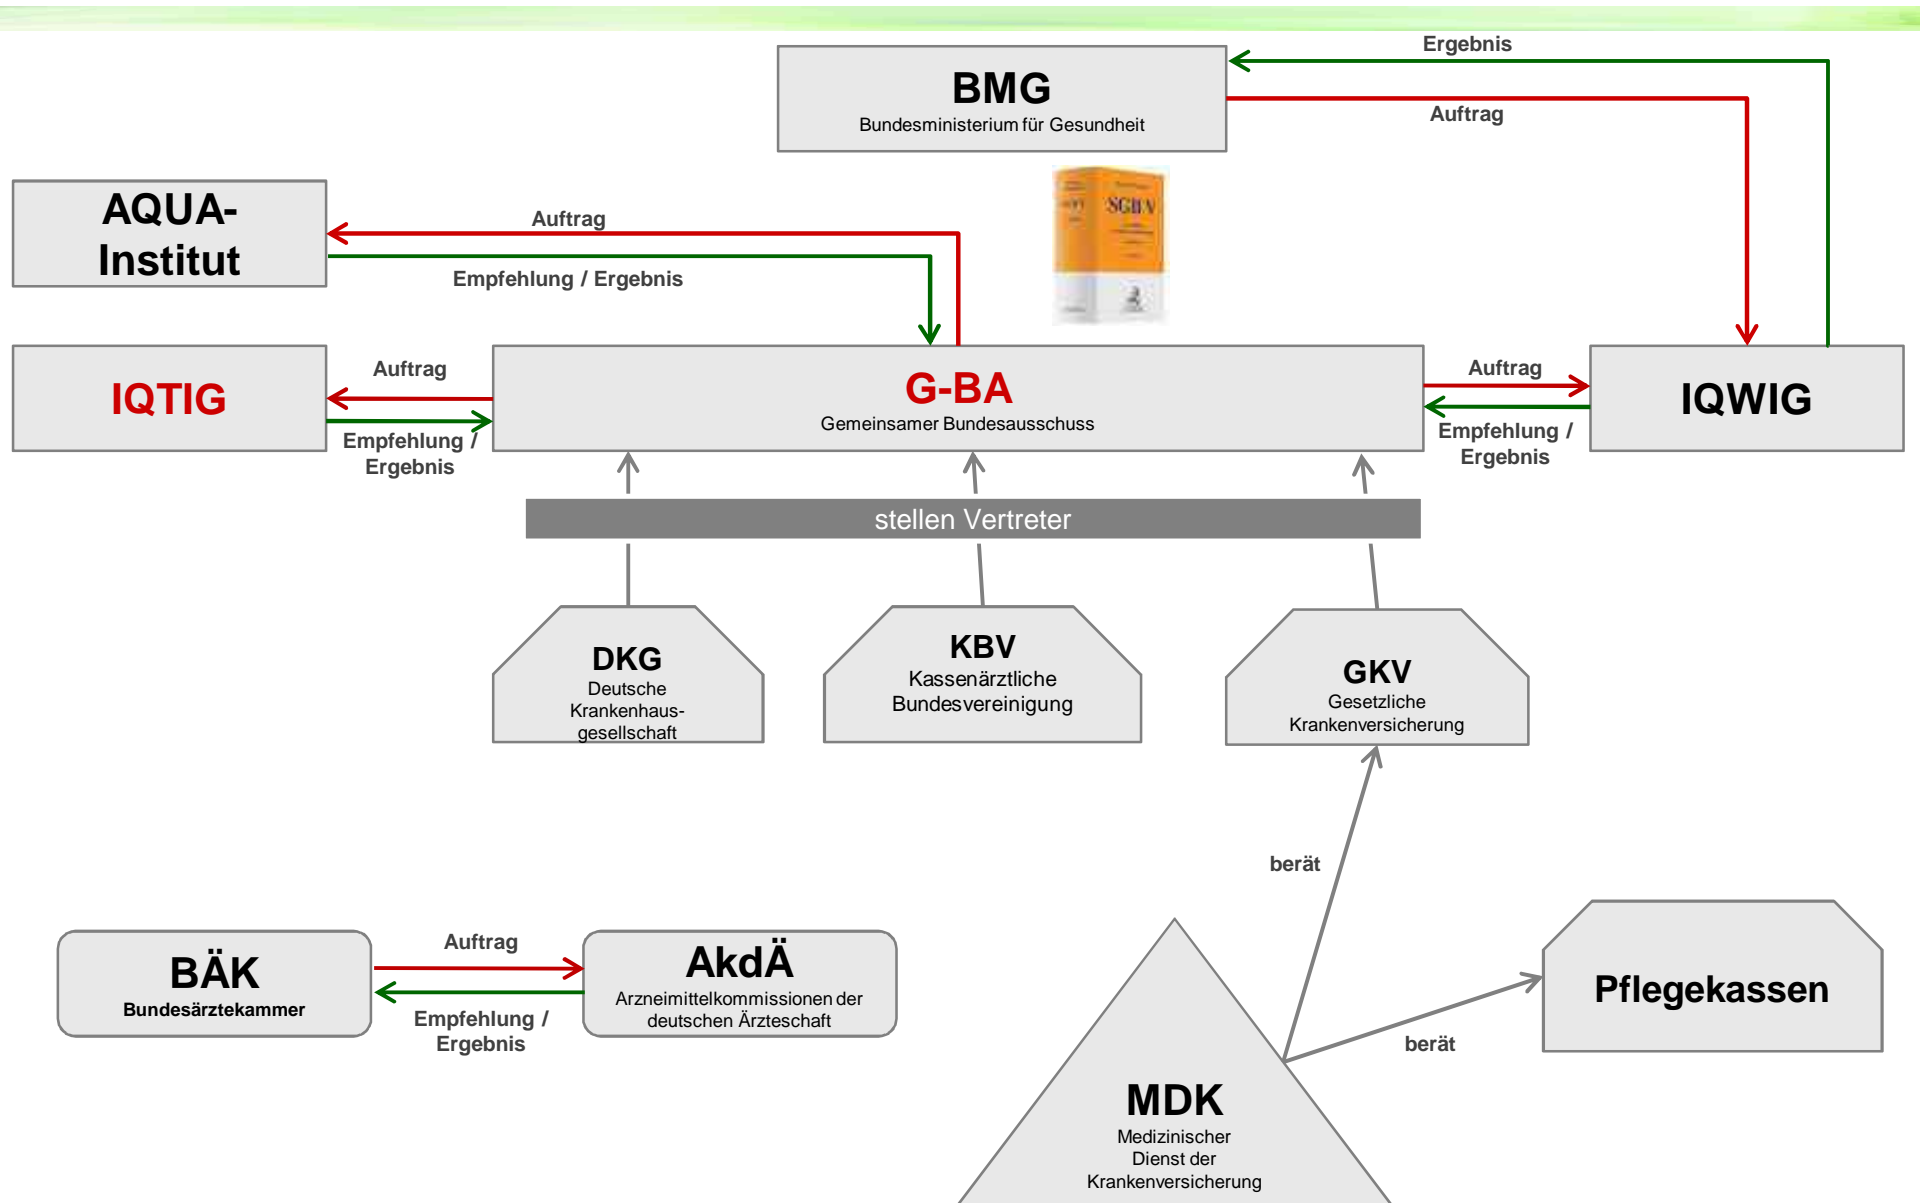 Ergebnis
BMG
Bundesministerium für Gesundheit
Auftrag
SGB V
AQUA-
Institut
Auftrag
Empfehlung / Ergebnis
IQTIG
Auftrag
Empfehlung /
Ergebnis
G-BA
Gemeinsamer Bundesausschuss
Auftrag
Empfehlung /
Ergebnis
IQWIG
stellen Vertreter
DKG
Deutsche
Krankenhaus-
gesellschaft
KBV
Kassenärztliche
Bundesvereinigung
GKV
Gesetzliche
Krankenversicherung
berät
BÄK
Bundesärztekammer
Auftrag
Empfehlung /
Ergebnis
AkdÄ
Arzneimittelkommissionen der
deutschen Ärzteschaft
Pflegekassen
berät
MDK
Medizinischer
Dienst der
Krankenversicherung